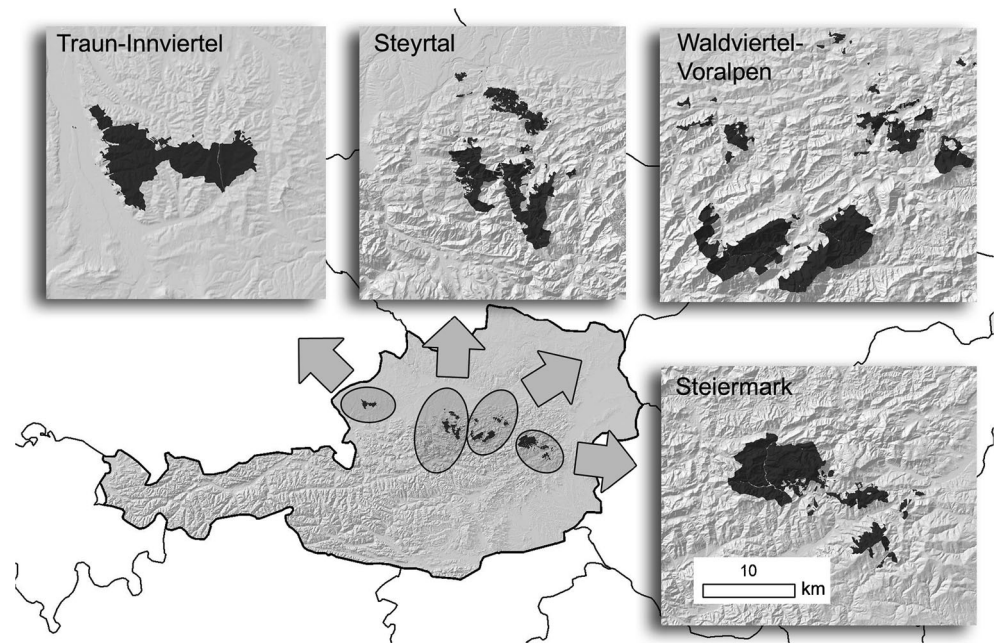 Traun-Innviertel
Steyrtal
Waldviertel-
Voralpen
Steiermark
10
km